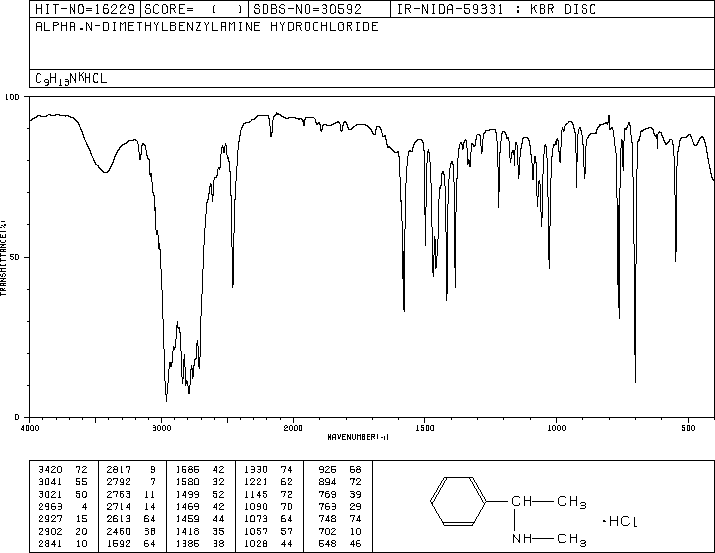 HIT-NO=16229 SCORE= ( ) SDBS-NO=30592 IR-NIDA-59331 : KBR DISC
ALPHA.N-DIMETHYLBENZYLAMINE HYDROCHLORIDE
C9H13N HCL
100
50
0
TRANSMITTANCE(%)
4000 3000 2000 1500 1000 500
WAVENUMBER(-1)
3420 72 2817 9 1586 42 1330 74 926 68
3041 55 2792 7 1580 32 1221 62 894 72
3021 50 2763 11 1499 52 1145 72 769 39
2963 4 2714 14 1469 42 1090 70 763 29
2927 15 2613 64 1459 44 1073 64 748 74
2902 20 2460 38 1418 35 1057 57 702 10
2841 10 1592 64 1385 38 1028 44 548 46
CH CH3
NH CH3
·HCl